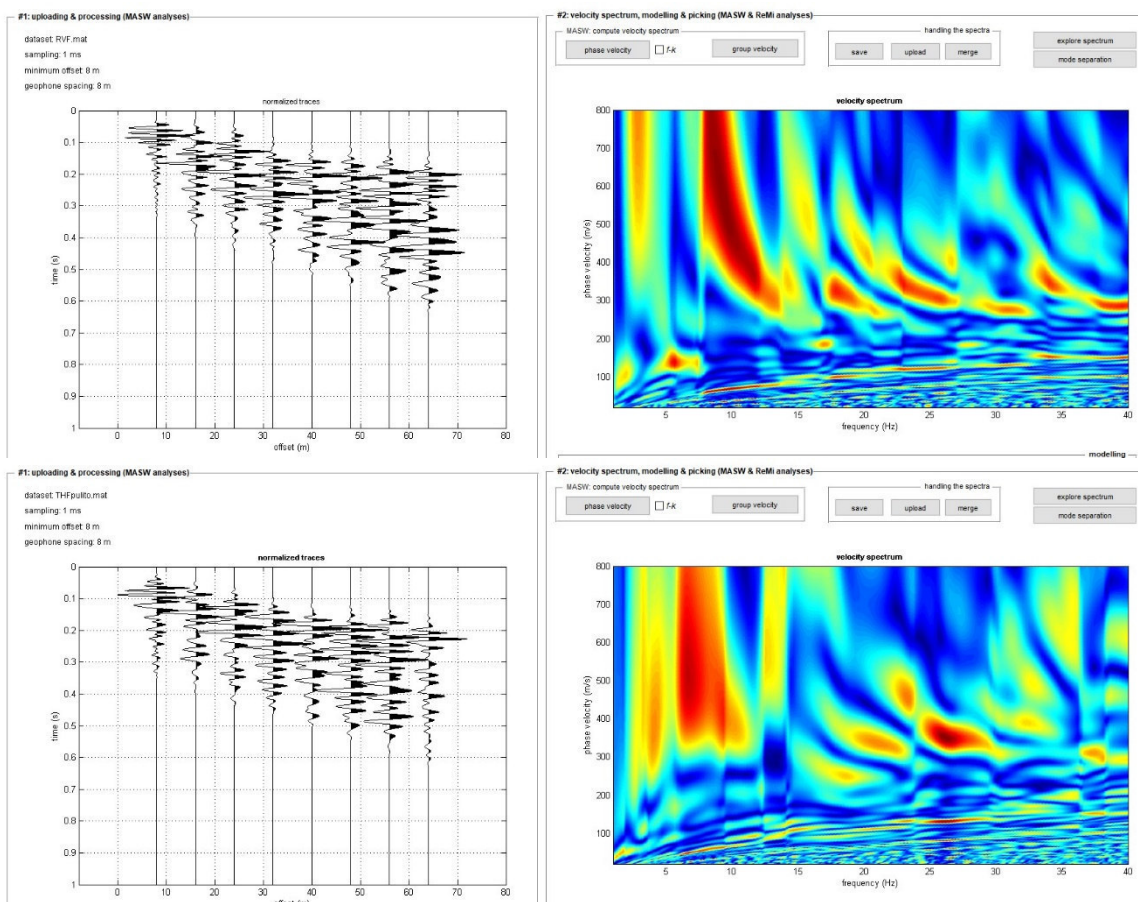 #1: uploading & processing (MASW analyses)
dataset: RVF.mat
sampling: 1 ms
minimum offset: 8 m
geophone spacing: 8 m
normalized traces
0
0.1
0.2
0.3
0.4
0.5
0.6
0.7
0.8
0.9
1
time (s)
0 10 20 30 40 50 60 70 80
offset (m)
#2: velocity spectrum, modelling & picking (MASW & ReMi analyses)
MASW: compute velocity spectrum
phase velocity f-k group velocity
handling the spectra
save upload merge
explore spectrum
mode separation
velocity spectrum
800
700
600
500
400
300
200
100
phase velocity (m/s)
5 10 15 20 25 30 35 40
frequency (Hz)
modelling
#1: uploading & processing (MASW analyses)
dataset: THFpulito.mat
sampling: 1 ms
minimum offset: 8 m
geophone spacing: 8 m
normalized traces
0
0.1
0.2
0.3
0.4
0.5
0.6
0.7
0.8
0.9
1
time (s)
0 10 20 30 40 50 60 70 80
offset (m)
#2: velocity spectrum, modelling & picking (MASW & ReMi analyses)
MASW: compute velocity spectrum
phase velocity f-k group velocity
handling the spectra
save upload merge
explore spectrum
mode separation
velocity spectrum
800
700
600
500
400
300
200
100
phase velocity (m/s)
5 10 15 20 25 30 35 40
frequency (Hz)